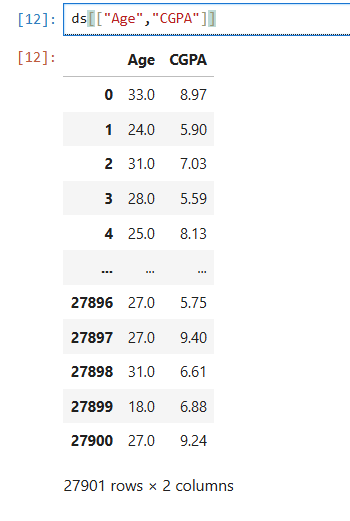 [12]: ds[["Age","CGPA"]]
[12]:
Age CGPA
0 33.0 8.97
1 24.0 5.90
2 31.0 7.03
3 28.0 5.59
4 25.0 8.13
... ... ...
27896 27.0 5.75
27897 27.0 9.40
27898 31.0 6.61
27899 18.0 6.88
27900 27.0 9.24
27901 rows × 2 columns